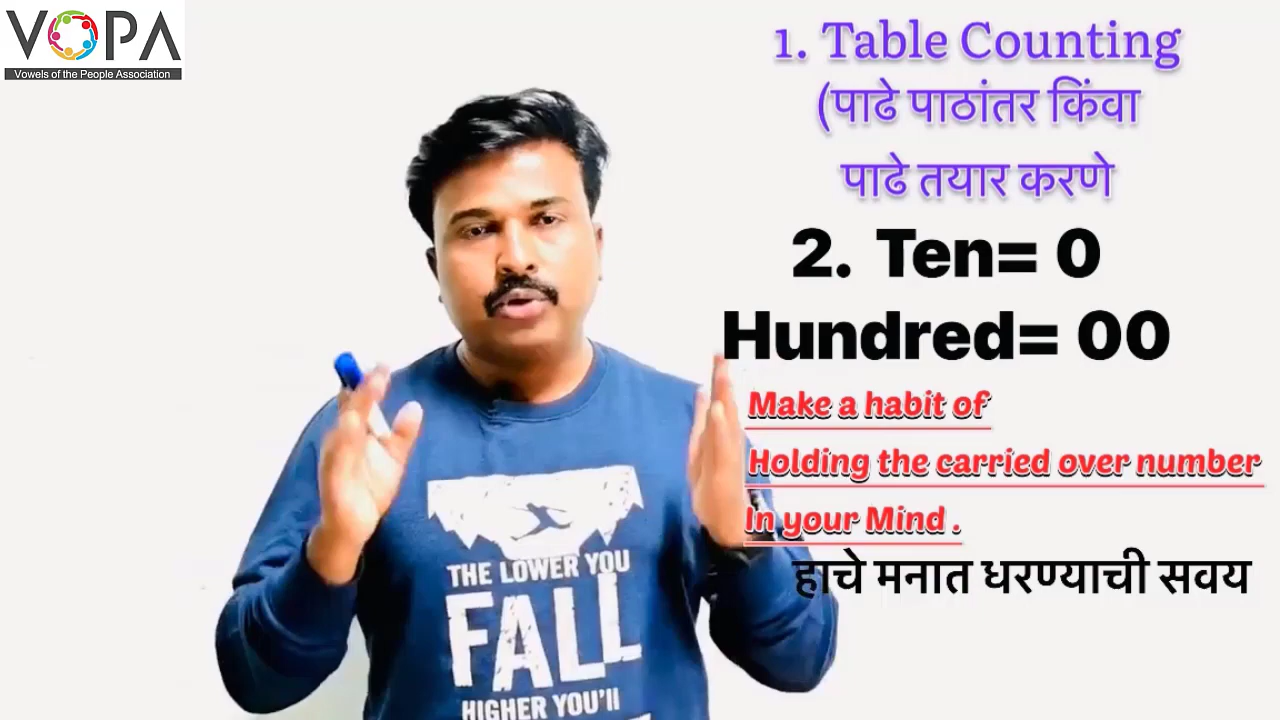 VOPA
Vowels of the People Association
1. Table Counting
(पाढे पाठांतर किंवा
पाढे तयार करणे
2. Ten= 0
Hundred= 00
Make a habit of
Holding the carried over number
In your Mind .
हाचे मनात धरण्याची सवय
THE LOWER YOU
FALL
HIGHER YOU'll